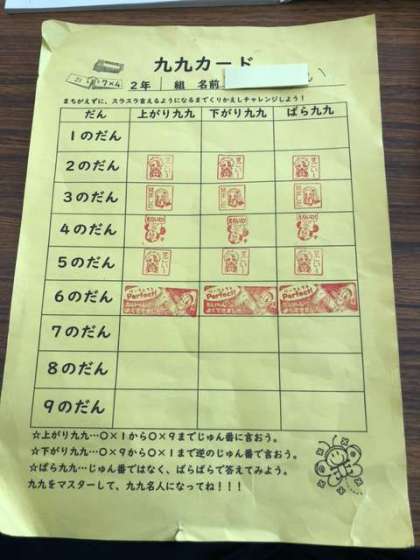 九九カード
7×4 2年 組 名前
まちがえずに、スラスラ言えるようになるまでくりかえしチャレンジしよう！
だん 上がり九九 下がり九九 ばら九九
1のだん
2のだん
3のだん
4のだん
5のだん
6のだん Perfect! Perfect! Perfect!
7のだん
8のだん
9のだん
☆上がり九九…〇×1から〇×9までじゅん番に言おう。
☆下がり九九…〇×9から〇×1まで逆のじゅん番で言おう。
☆ばら九九…じゅん番ではなく、ばらばらで答えてみよう。
九九をマスターして、九九名人になってね！！！